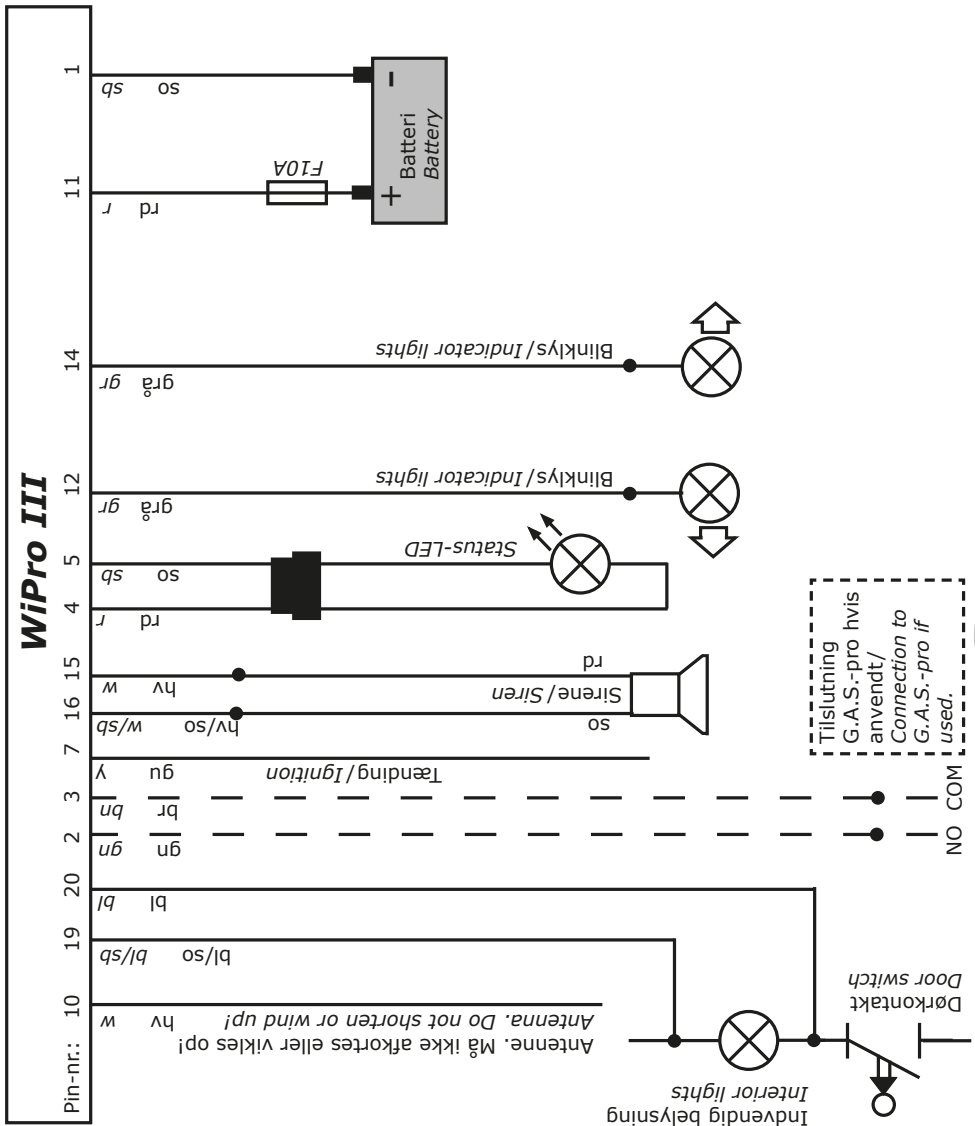 WiPro III
Pin-nr.: 10 19 20 2 3 7 16 15 4 5 12 14 11 1
w hv
bl/sb bl/so
bl bl
gn gn
bn br
y gu
w/sb hv/so
w hv
r rd
sb so
gr grå
gr grå
r rd
sb so
Antenne. Må ikke afkortes eller vikles op!
Antenna. Do not shorten or wind up!
Tænding/Ignition
Sirene/Siren
so
rd
Status-LED
Blinklys/Indicator lights
Blinklys/Indicator lights
F10A
+
-
Batteri
Battery
NO COM
Tilslutning
G.A.S.-pro hvis
anvendt/
Connection to
G.A.S.-pro if
used.
Indvendig belysning
Interior lights
Dørkontakt
Door switch